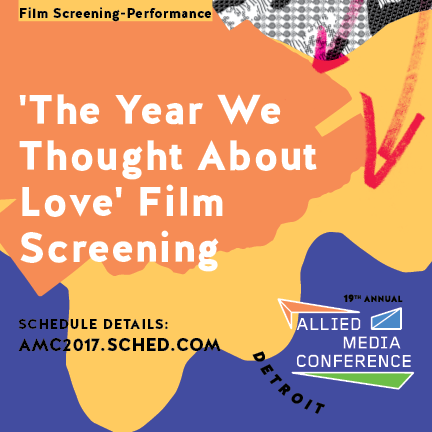 Film Screening-Performance
'The Year We
Thought About
Love' Film
Screening
SCHEDULE DETAILS:
AMC2017.SCHED.COM
19TH ANNUAL
ALLIED
MEDIA
CONFERENCE
DETROIT